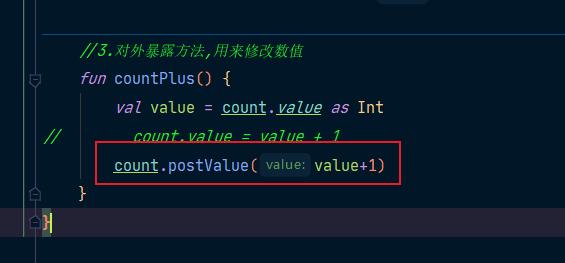 //3.对外暴露方法,用来修改数值
fun countPlus() {
val value = count.value as Int
// count.value = value + 1
count.postValue( value: value+1)
}
}